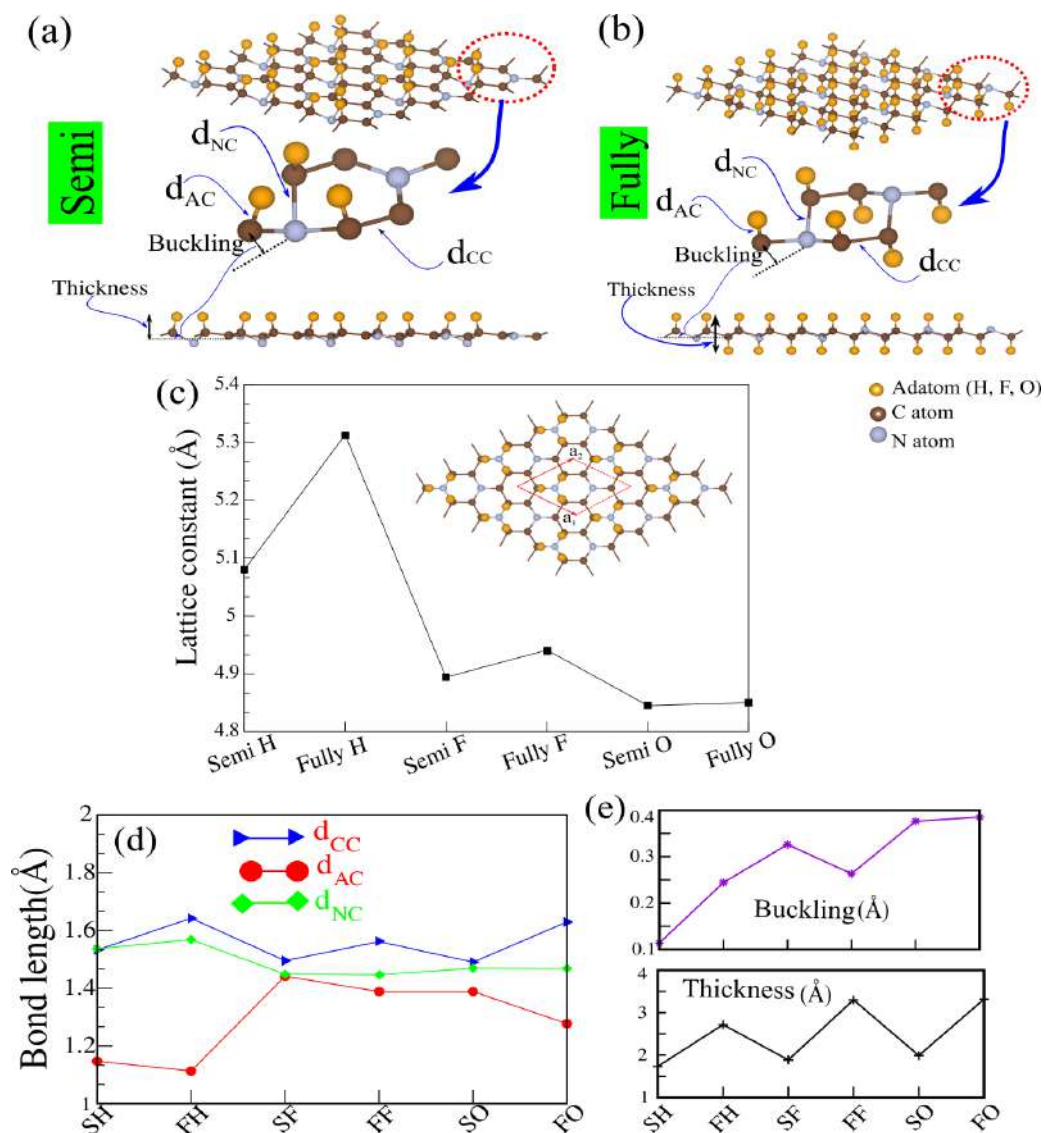 (a)
Semi
d_NC
d_AC
Buckling
d_CC
Thickness
(b)
Fully
d_NC
d_AC
Buckling
d_CC
Thickness
Adatom (H, F, O)
C atom
N atom
(c)
Lattice constant (Å)
5.4
5.3
5.2
5.1
5
4.9
4.8
a_2
a_1
Semi H
Fully H
Semi F
Fully F
Semi O
Fully O
(d)
Bond length(Å)
2
1.8
1.6
1.4
1.2
1
d_CC
d_AC
d_NC
SH
FH
SF
FF
SO
FO
(e)
0.4
0.3
0.2
0.1
Buckling(Å)
4
3
2
1
Thickness(Å)
SH
FH
SF
FF
SO
FO